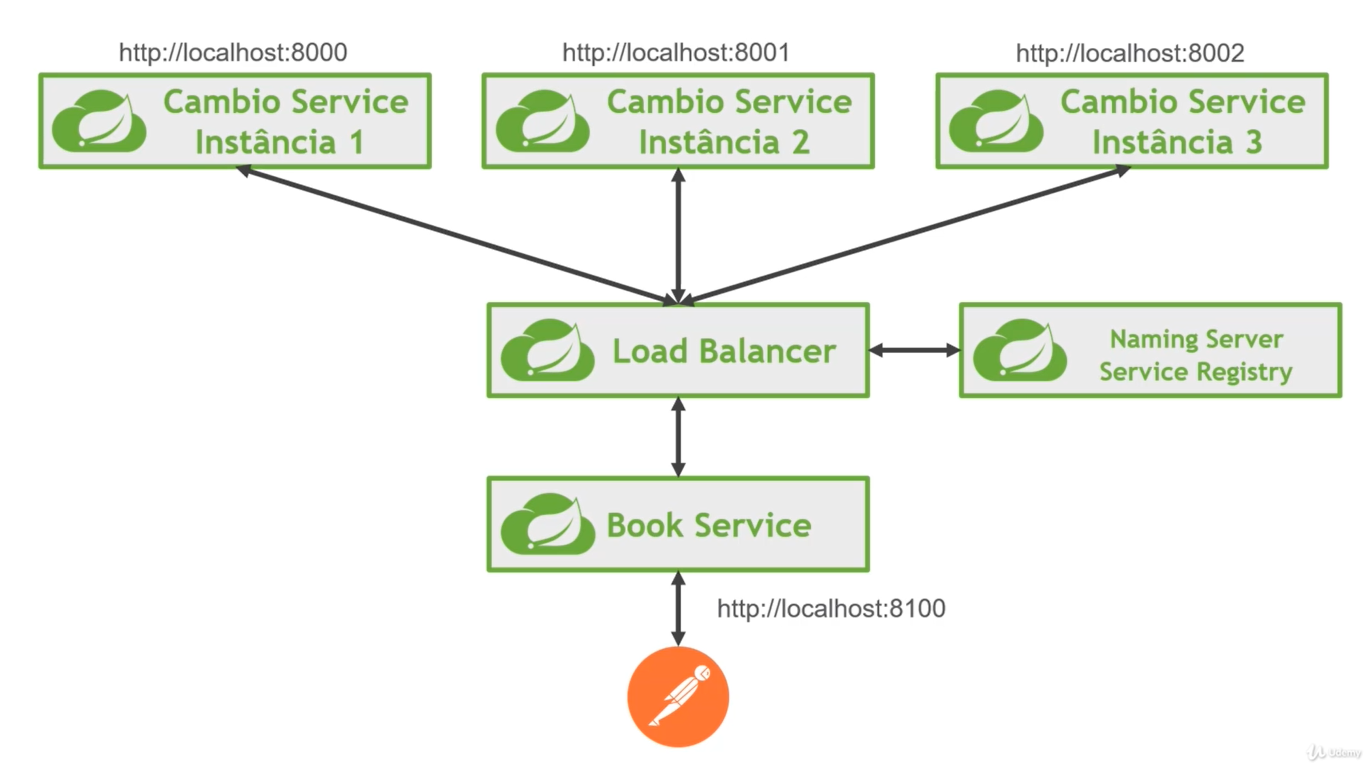 http://localhost:8000
http://localhost:8001
http://localhost:8002
Cambio Service
Instância 1
Cambio Service
Instância 2
Cambio Service
Instância 3
Load Balancer
Naming Server
Service Registry
Book Service
http://localhost:8100
Udemy